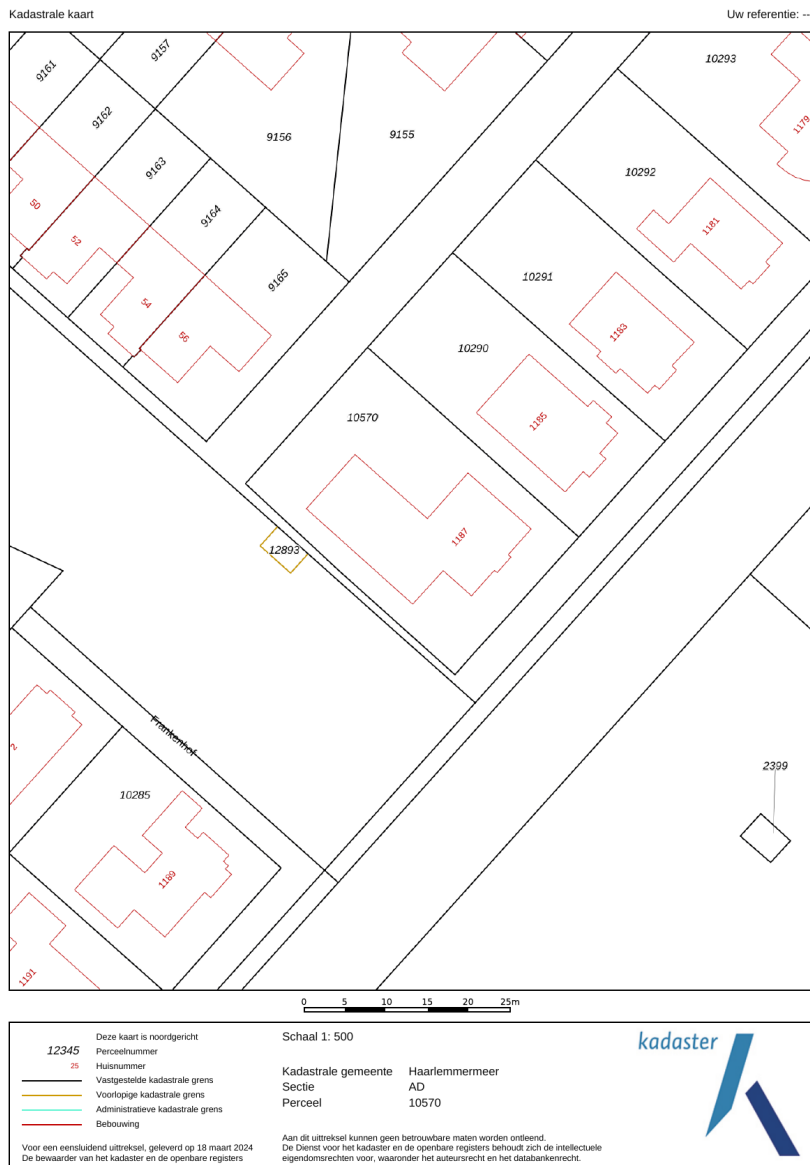 Kadastrale kaart
Uw referentie: --
9157
10293
9161
9162
1179
9156
9155
9163
10292
50
9164
1181
52
10291
9165
54
1183
56
10290
10570
1185
1187
12893
Frankenhof
2
2399
10285
1189
1191
0 5 10 15 20 25m
Deze kaart is noordgericht
12345 Perceelnummer
25 Huisnummer
Vastgestelde kadastrale grens
Voorlopige kadastrale grens
Administratieve kadastrale grens
Bebouwing
Voor een eensluidend uittreksel, geleverd op 18 maart 2024
De bewaarder van het kadaster en de openbare registers
Schaal 1: 500
Kadastrale gemeente Haarlemmermeer
Sectie AD
Perceel 10570
Aan dit uittreksel kunnen geen betrouwbare maten worden ontleend.
De Dienst voor het kadaster en de openbare registers behoudt zich de intellectuele
eigendomsrechten voor, waaronder het auteursrecht en het databankenrecht.
kadaster